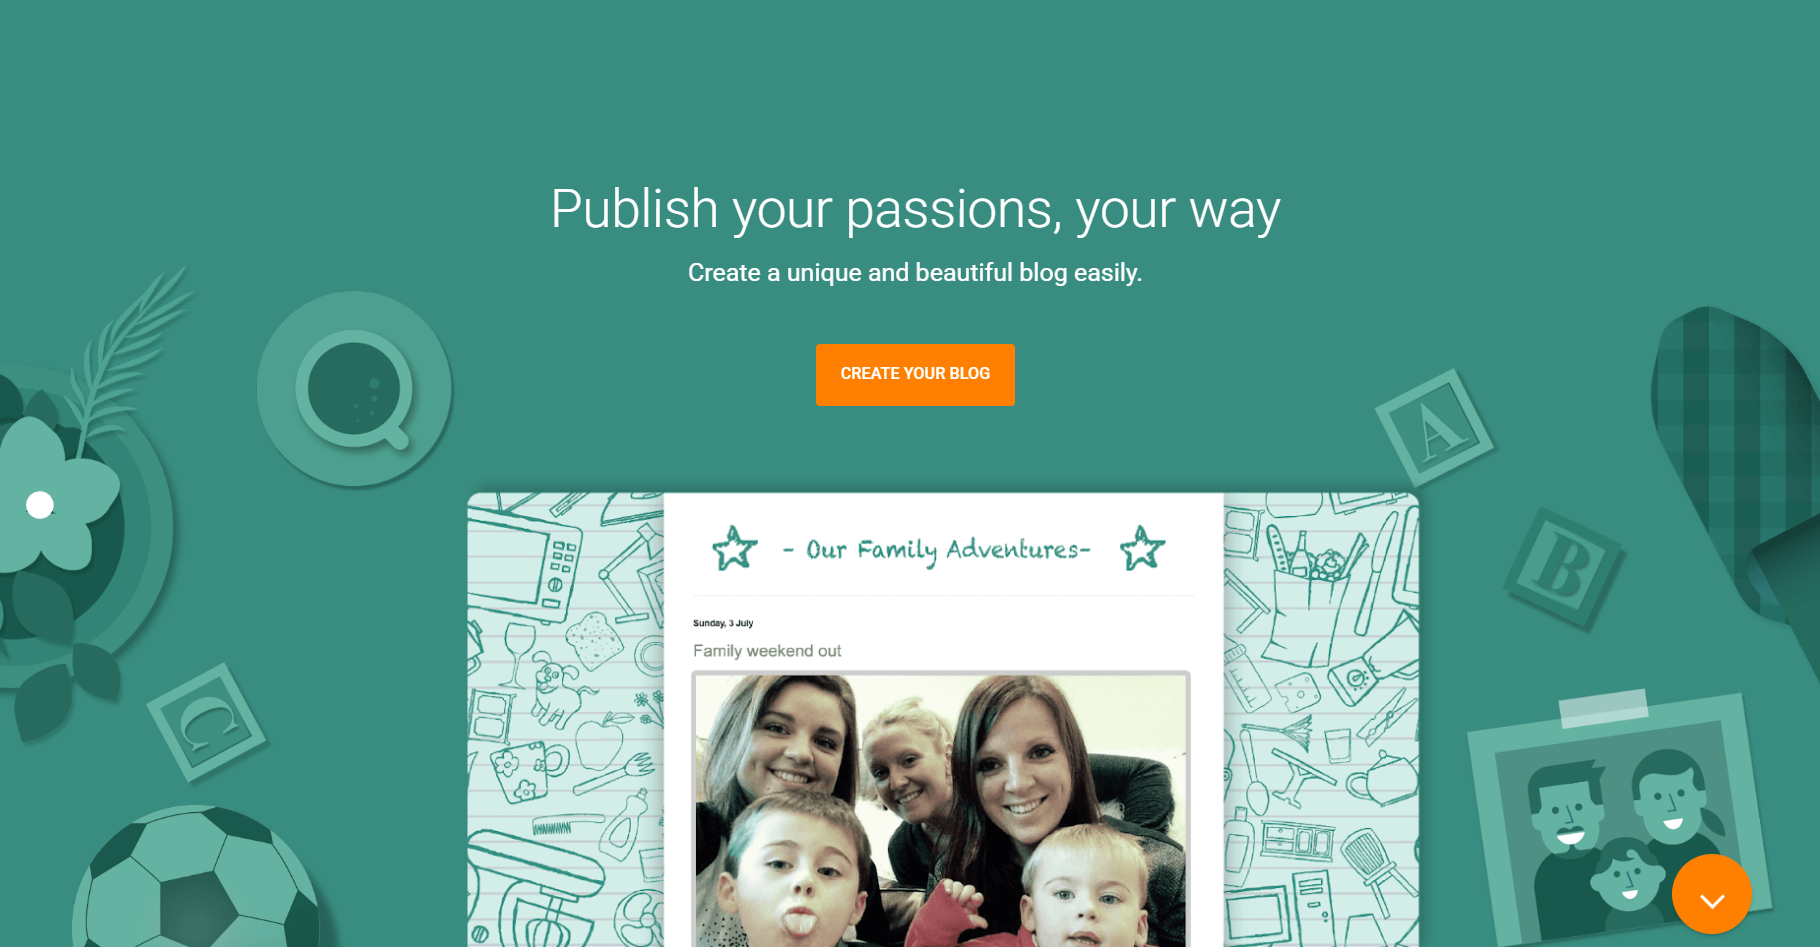 Publish your passions, your way
Create a unique and beautiful blog easily.
CREATE YOUR BLOG
A
- Our Family Adventures-
B
Sunday, 3 July
Family weekend out
C